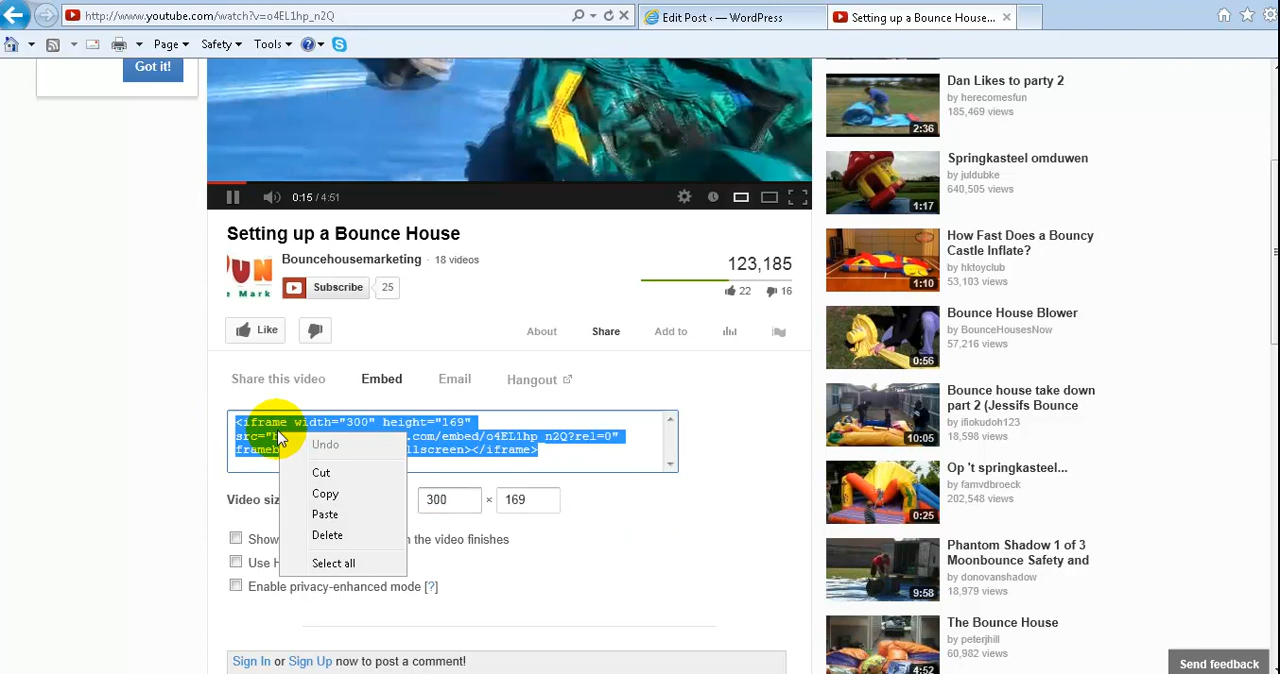 http://www.youtube.com/watch?v=o4EL1hp_n2Q
Edit Post ‹ — WordPress
Setting up a Bounce House...
Page
Safety
Tools
Got it!
0:15 / 4:51
Setting up a Bounce House
Bouncehousemarketing · 18 videos
UN
e Mark
Subscribe
25
123,185
22
16
Like
About
Share
Add to
Share this video
Embed
Email
Hangout
<iframe width="300" height="169"
src=" .com/embed/o4EL1hp_n2Q?rel=0"
frameb llscreen></iframe>
Undo
Cut
Copy
Paste
Delete
Select all
Video siz
300 × 169
Show n the video finishes
Use H
Enable privacy-enhanced mode [?]
Sign In or Sign Up now to post a comment!
Dan Likes to party 2
by herecomesfun
185,469 views
2:36
Springkasteel omduwen
by juldubke
640,505 views
1:17
How Fast Does a Bouncy
Castle Inflate?
by hktoyclub
53,103 views
1:10
Bounce House Blower
by BounceHousesNow
57,216 views
0:56
Bounce house take down
part 2 (Jessifs Bounce
by ifiokudoh123
18,598 views
10:05
Op 't springkasteel...
by famvdbroeck
202,548 views
0:25
Phantom Shadow 1 of 3
Moonbounce Safety and
by donovanshadow
18,979 views
9:58
The Bounce House
by peterjhill
60,982 views
4:52
Send feedback